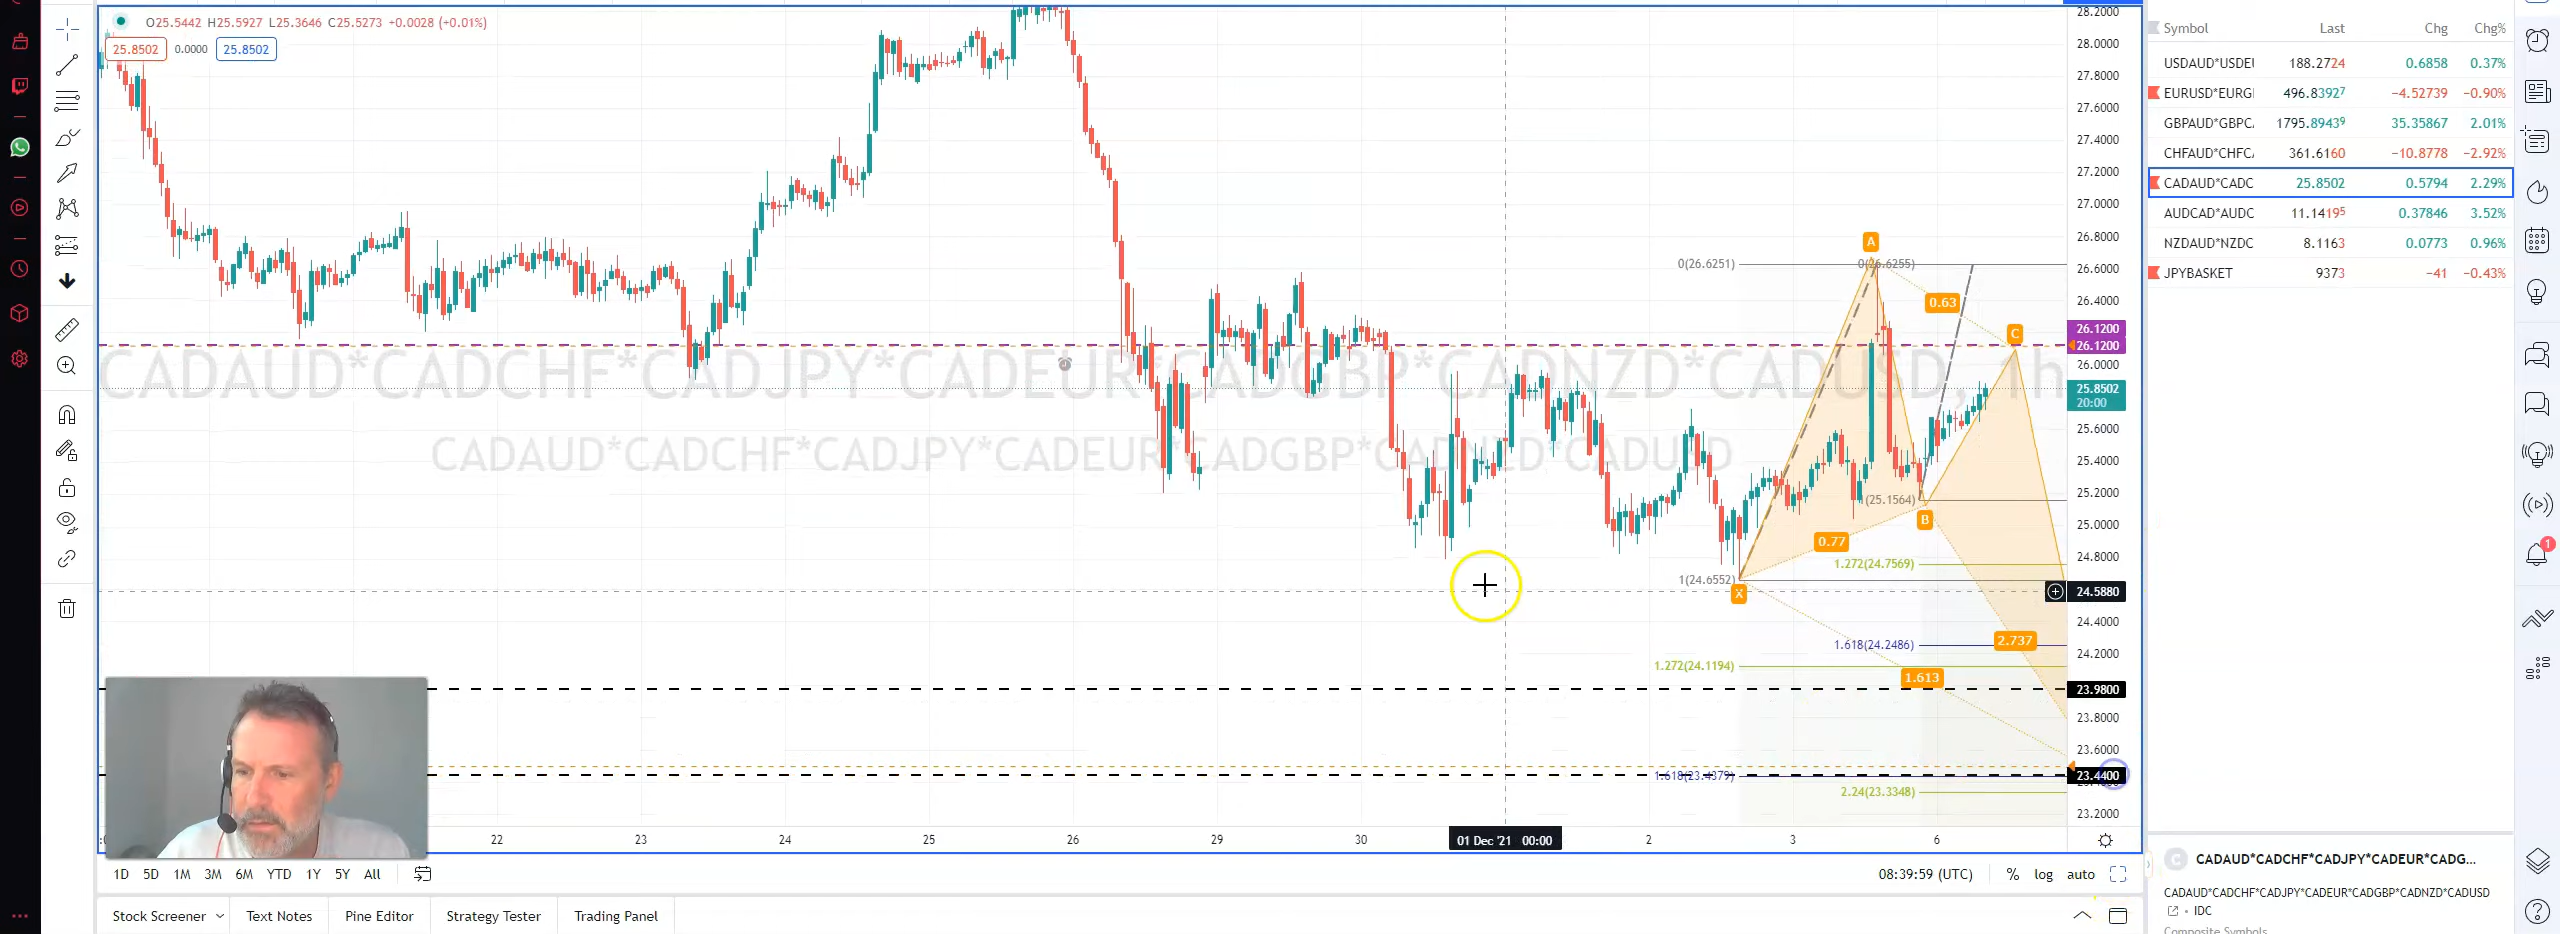 O25.5442 H25.5927 L25.3646 C25.5273 +0.0028 (+0.01%)
25.8502 0.0000 25.8502
CADAUD*CADCHF*CADJPY*CADEUR*CADGBP*CADNZD*CADUSD, Th
CADAUD*CADCHF*CADJPY*CADEUR*CADGBP*CADNZD*CADUSD
A
0(26.6251)
0(26.6255)
0.63
C
(25.1564)
B
0.77
1.272(24.7569)
1(24.6552)
X
1.618(24.2486)
2.737
1.272(24.1194)
1.613
1.618(23.4379)
2.24(23.3348)
28.2000
28.0000
27.8000
27.6000
27.4000
27.2000
27.0000
26.8000
26.6000
26.4000
26.1200
26.1200
26.0000
25.8502
20:00
25.6000
25.4000
25.2000
25.0000
24.8000
24.5880
24.4000
24.2000
23.9800
23.8000
23.6000
23.4400
23.2000
22 23 24 25 26 29 30 01 Dec '21 00:00 2 3 6
1D 5D 1M 3M 6M YTD 1Y 5Y All
08:39:59 (UTC) % log auto
Stock Screener Text Notes Pine Editor Strategy Tester Trading Panel
Symbol Last Chg Chg%
USDAUD*USDEU 188.2724 0.6858 0.37%
EURUSD*EURG 496.83927 −4.52739 −0.90%
GBPAUD*GBPC 1795.89439 35.35867 2.01%
CHFAUD*CHFC 361.6160 −10.8778 −2.92%
CADAUD*CADC 25.8502 0.5794 2.29%
AUDCAD*AUDC 11.14195 0.37846 3.52%
NZDAUD*NZDC 8.1163 0.0773 0.96%
JPYBASKET 9373 −41 −0.43%
1
C CADAUD*CADCHF*CADJPY*CADEUR*CADG...
CADAUD*CADCHF*CADJPY*CADEUR*CADGBP*CADNZD*CADUSD
• IDC
Composite Symbols